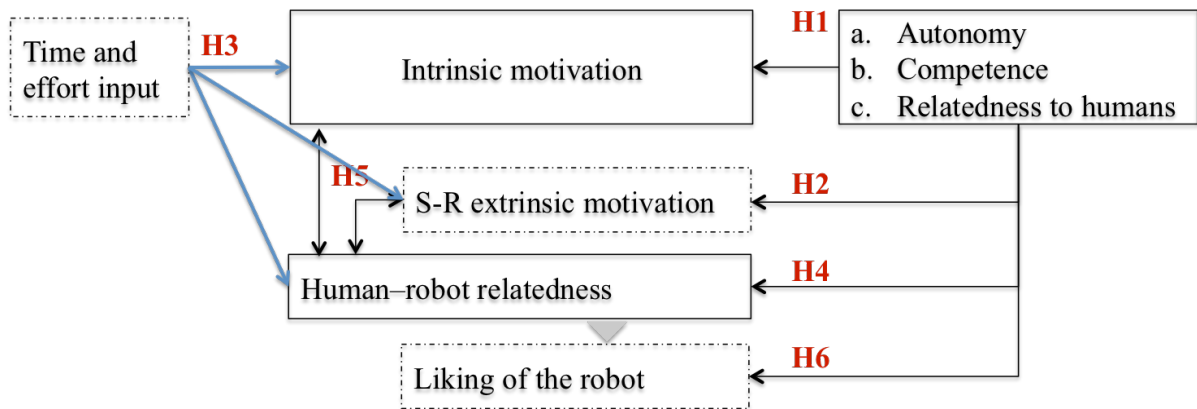 Time and
effort input
H3
Intrinsic motivation
H1
a. Autonomy
b. Competence
c. Relatedness to humans
H5
S-R extrinsic motivation
H2
Human–robot relatedness
H4
Liking of the robot
H6